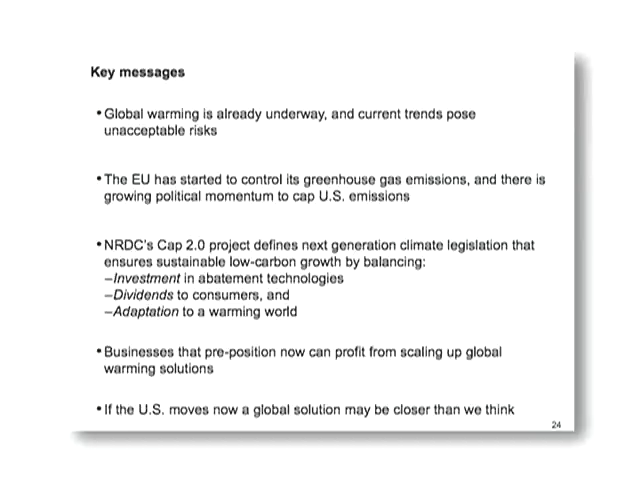 Key messages
•Global warming is already underway, and current trends pose
unacceptable risks
•The EU has started to control its greenhouse gas emissions, and there is
growing political momentum to cap U.S. emissions
•NRDC's Cap 2.0 project defines next generation climate legislation that
ensures sustainable low-carbon growth by balancing:
–Investment in abatement technologies
–Dividends to consumers, and
–Adaptation to a warming world
•Businesses that pre-position now can profit from scaling up global
warming solutions
•If the U.S. moves now a global solution may be closer than we think
24